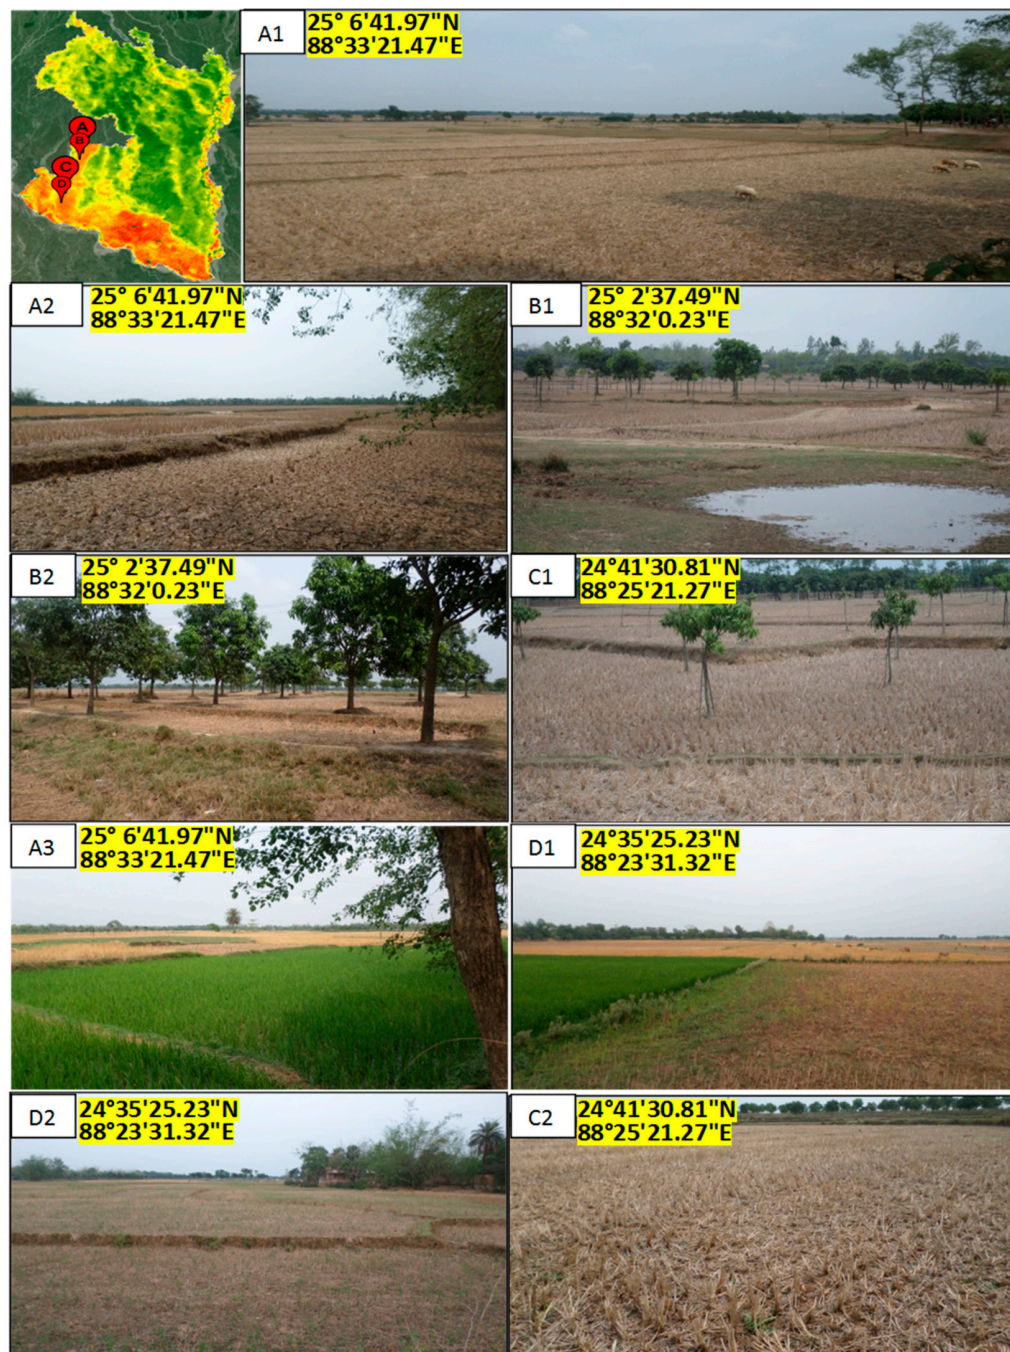 A
B
C
D
A1
25° 6'41.97"N
88°33'21.47"E
A2
25° 6'41.97"N
88°33'21.47"E
B1
25° 2'37.49"N
88°32'0.23"E
B2
25° 2'37.49"N
88°32'0.23"E
C1
24°41'30.81"N
88°25'21.27"E
A3
25° 6'41.97"N
88°33'21.47"E
D1
24°35'25.23"N
88°23'31.32"E
D2
24°35'25.23"N
88°23'31.32"E
C2
24°41'30.81"N
88°25'21.27"E